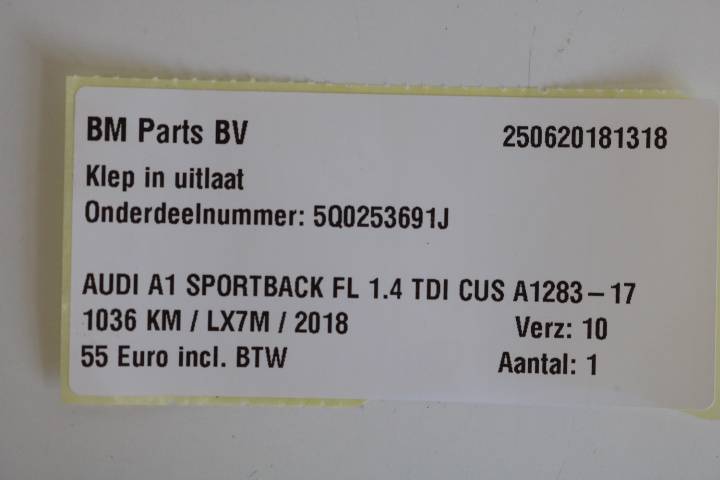 BM Parts BV 250620181318
Klep in uitlaat
Onderdeelnummer: 5Q0253691J
AUDI A1 SPORTBACK FL 1.4 TDI CUS A1283-17
1036 KM / LX7M / 2018 Verz: 10
55 Euro incl. BTW Aantal: 1